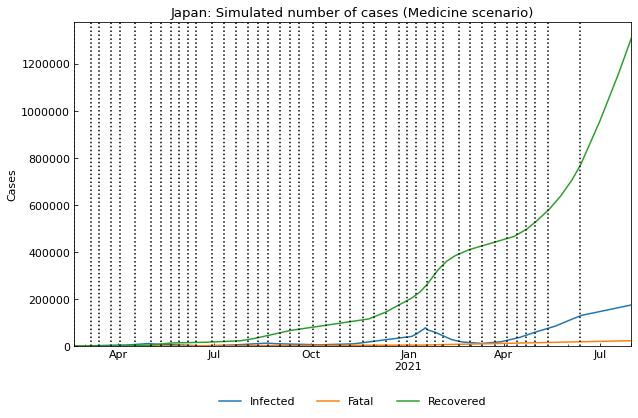 Japan: Simulated number of cases (Medicine scenario)
1200000
1000000
800000
600000
400000
200000
0
Cases
Apr Jul Oct Jan Apr Jul
2021
Infected Fatal Recovered